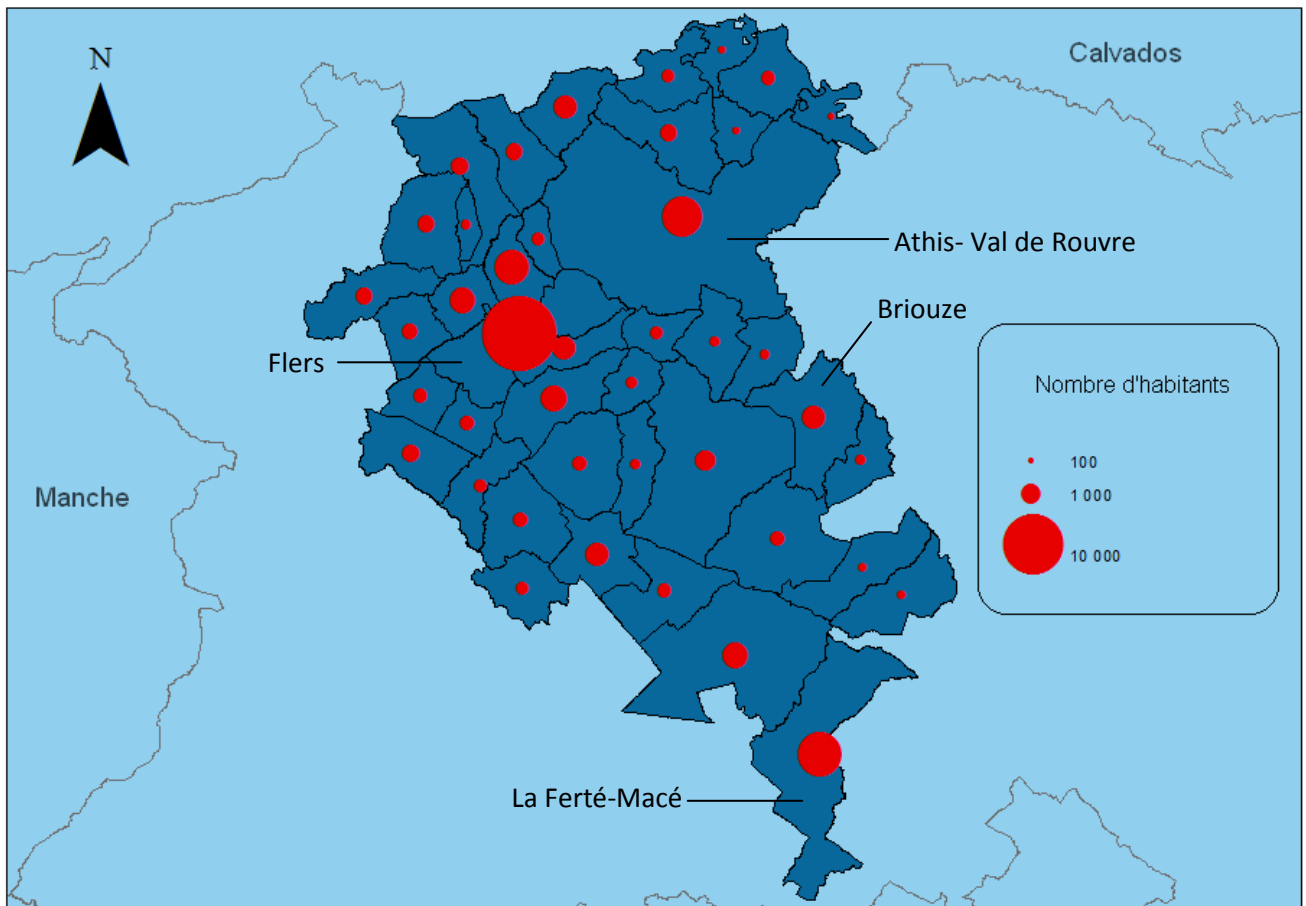 N
Calvados
Athis- Val de Rouvre
Briouze
Flers
Nombre d'habitants
100
1 000
10 000
Manche
La Ferté-Macé